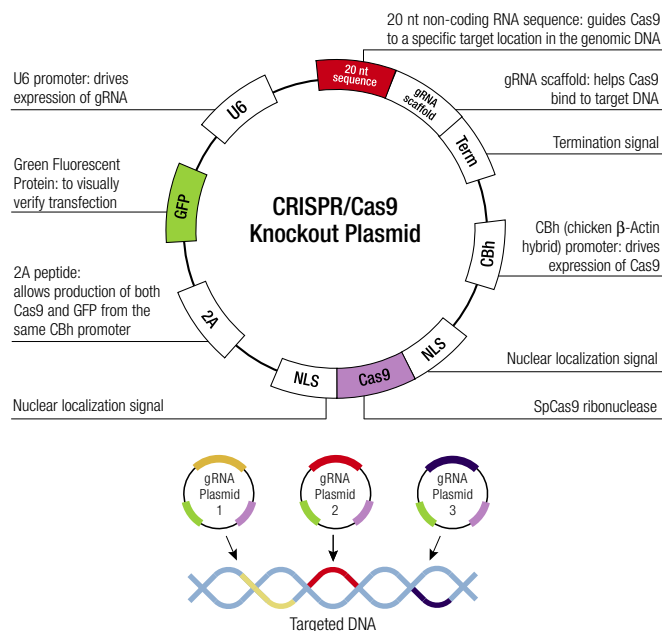 20 nt non-coding RNA sequence: guides Cas9
to a specific target location in the genomic DNA
U6 promoter: drives
expression of gRNA
20 nt
sequence
gRNA
scaffold
gRNA scaffold: helps Cas9
bind to target DNA
U6
Term
Termination signal
Green Fluorescent
Protein: to visually
verify transfection
GFP
CRISPR/Cas9
Knockout Plasmid
CBh
CBh (chicken β-Actin
hybrid) promoter: drives
expression of Cas9
2A peptide:
allows production of both
Cas9 and GFP from the
same CBh promoter
2A
NLS
Cas9
NLS
Nuclear localization signal
Nuclear localization signal
SpCas9 ribonuclease
gRNA
Plasmid
1
gRNA
Plasmid
2
gRNA
Plasmid
3
Targeted DNA